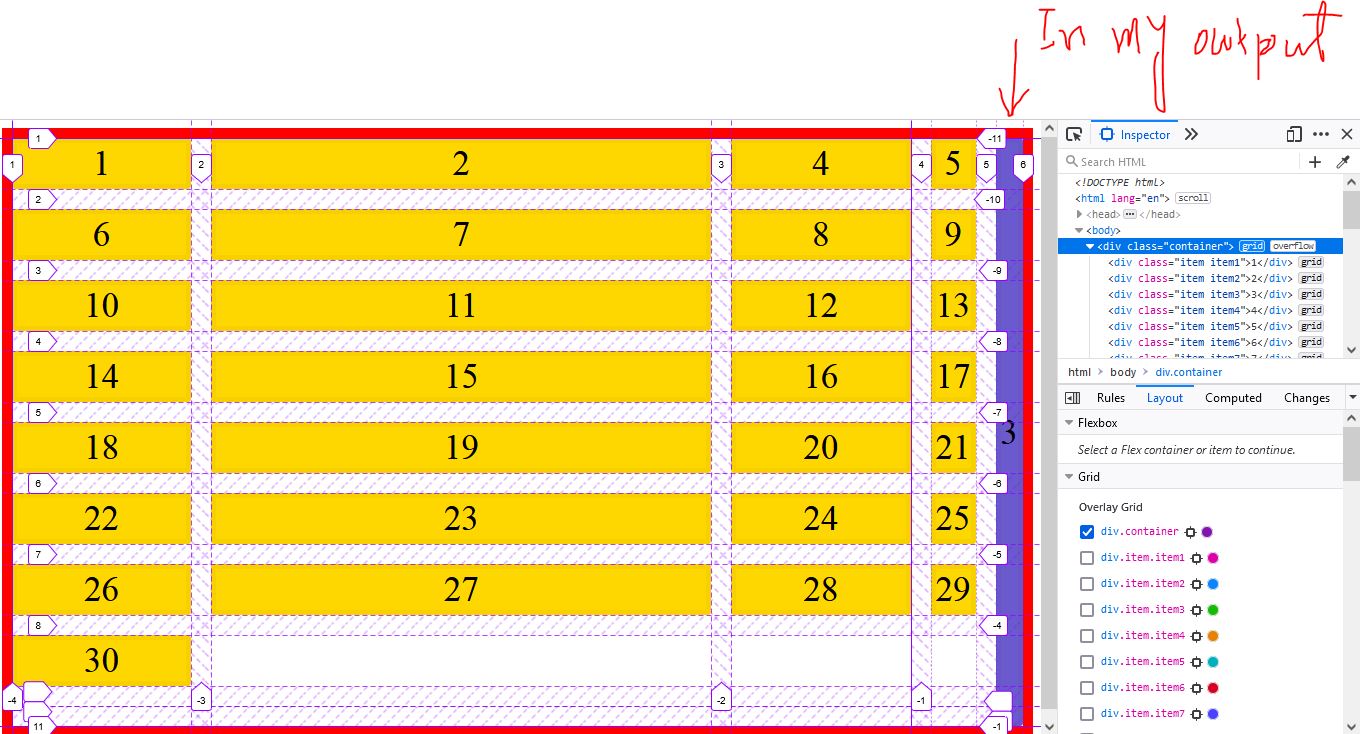 In my output
-11
1
1 1 2 2 3 4 4 5 5 6
2 -10
6 7 8 9
3 -9
10 11 12 13
4 -8
14 15 16 17
5 -7
3
18 19 20 21
6 -6
22 23 24 25
7 -5
26 27 28 29
8 -4
30
-4 -3 -2 -1
11 -1
Inspector
Search HTML
<!DOCTYPE html>
<html lang="en"> scroll
<head> </head>
<body>
<div class="container"> grid overflow
<div class="item item1">1</div> grid
<div class="item item2">2</div> grid
<div class="item item3">3</div> grid
<div class="item item4">4</div> grid
<div class="item item5">5</div> grid
<div class="item item6">6</div> grid
<div class="item item7">7</div> grid
html body div.container
Rules Layout Computed Changes
Flexbox
Select a Flex container or item to continue.
Grid
Overlay Grid
div.container
div.item.item1
div.item.item2
div.item.item3
div.item.item4
div.item.item5
div.item.item6
div.item.item7